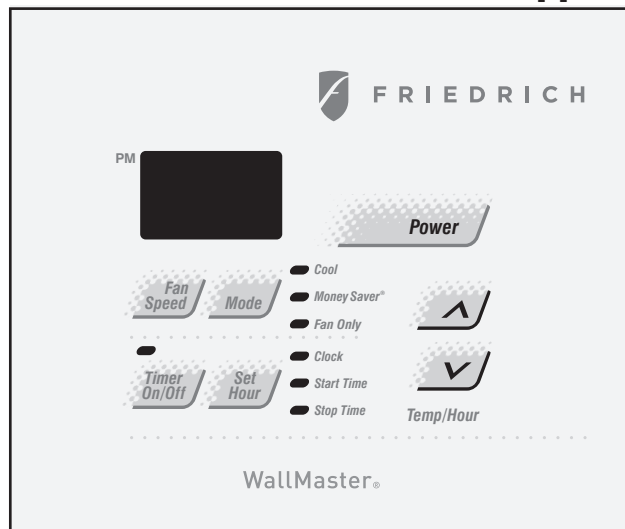 FRIEDRICH
PM
Power
Fan Speed
Mode
Cool
Money Saver®
Fan Only
Timer On/Off
Set Hour
Clock
Start Time
Stop Time
Temp/Hour
WallMaster®